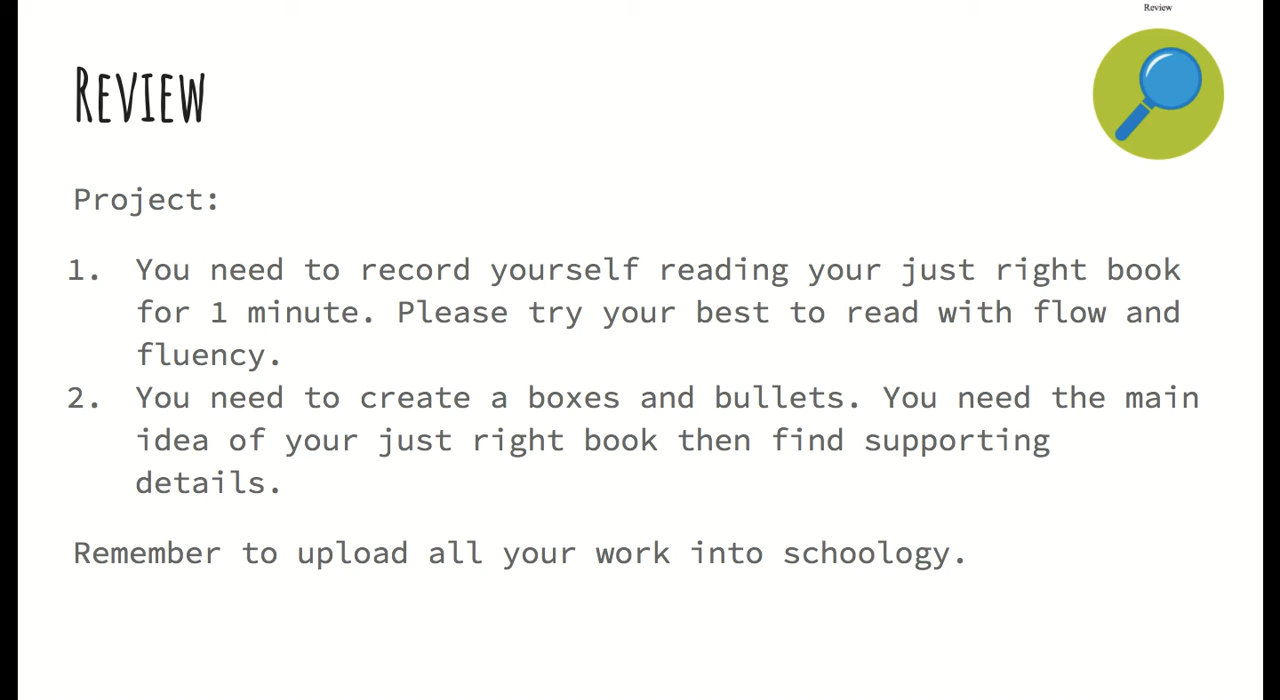 Review
Review
Project:
1. You need to record yourself reading your just right book
for 1 minute. Please try your best to read with flow and
fluency.
2. You need to create a boxes and bullets. You need the main
idea of your just right book then find supporting
details.
Remember to upload all your work into schoology.